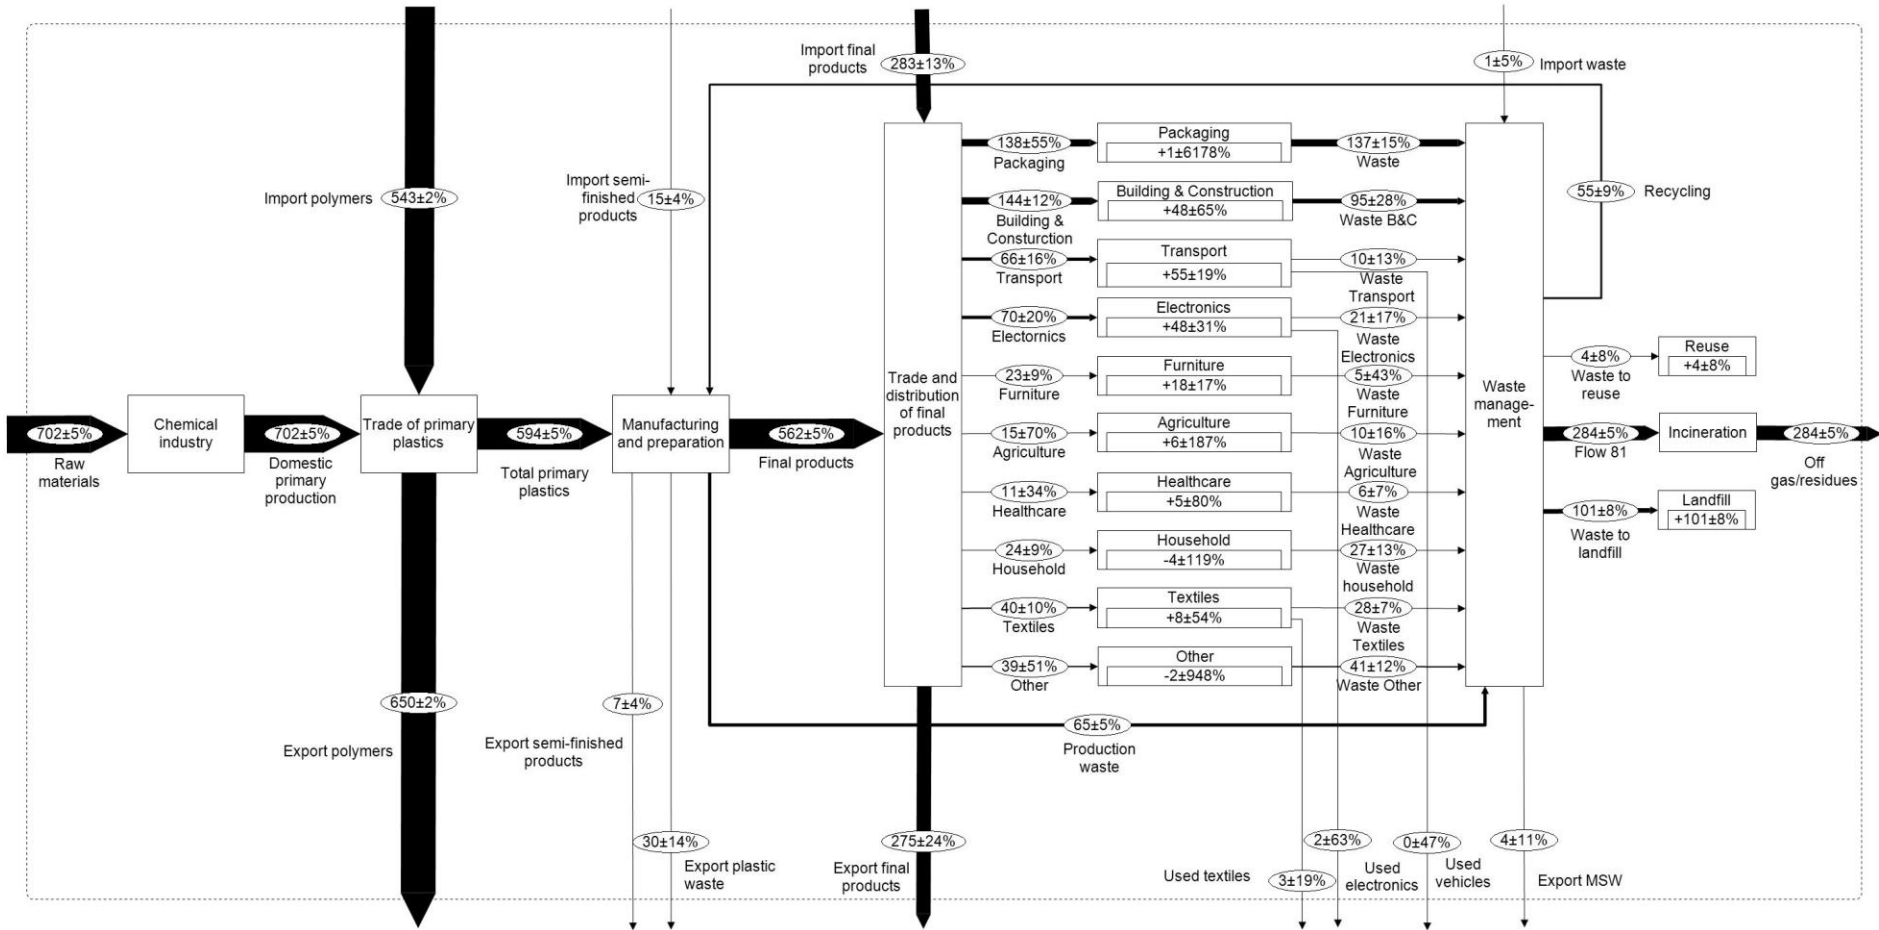 Import final
products
283±13%
1±5%
Import waste
Import polymers
543±2%
Import semi-
finished
products
15±4%
138±55%
Packaging
Packaging
+1±6178%
137±15%
Waste
144±12%
Building &
Consturction
Building & Construction
+48±65%
95±28%
Waste B&C
55±9%
Recycling
66±16%
Transport
Transport
+55±19%
10±13%
Waste
Transport
70±20%
Electornics
Electronics
+48±31%
21±17%
Waste
Electronics
23±9%
Furniture
Furniture
+18±17%
5±43%
Waste
Furniture
15±70%
Agriculture
Agriculture
+6±187%
10±16%
Waste
Agriculture
11±34%
Healthcare
Healthcare
+5±80%
6±7%
Waste
Healthcare
24±9%
Household
Household
-4±119%
27±13%
Waste
household
40±10%
Textiles
Textiles
+8±54%
28±7%
Waste
Textiles
39±51%
Other
Other
-2±948%
41±12%
Waste Other
702±5%
Raw
materials
Chemical
industry
702±5%
Domestic
primary
production
Trade of primary
plastics
594±5%
Total primary
plastics
Manufacturing
and preparation
562±5%
Final products
Trade and
distribution
of final
products
Waste
manage-
ment
4±8%
Waste to
reuse
Reuse
+4±8%
284±5%
Flow 81
Incineration
284±5%
Off
gas/residues
101±8%
Waste to
landfill
Landfill
+101±8%
650±2%
Export polymers
7±4%
Export semi-finished
products
65±5%
Production
waste
30±14%
Export plastic
waste
275±24%
Export final
products
Used textiles
3±19%
2±63%
Used
electronics
0±47%
Used
vehicles
4±11%
Export MSW